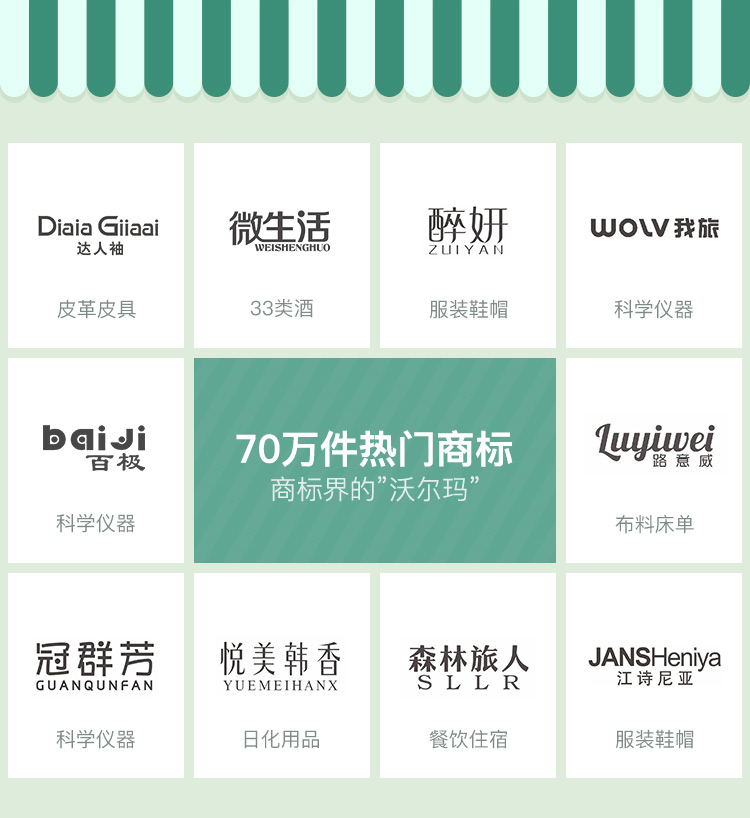 Diaia Giiaai
达人袖
皮革皮具
微生活
WEISHENGHUO
33类酒
醉妍
ZUIYAN
服装鞋帽
WOLV我旅
科学仪器
baiJi
百极
科学仪器
70万件热门商标
商标界的”沃尔玛”
Luyiwei
路意威
布料床单
冠群芳
GUANQUNFAN
科学仪器
悦美韩香
YUEMEIHANX
日化用品
森林旅人
SLLR
餐饮住宿
JANSHeniya
江诗尼亚
服装鞋帽